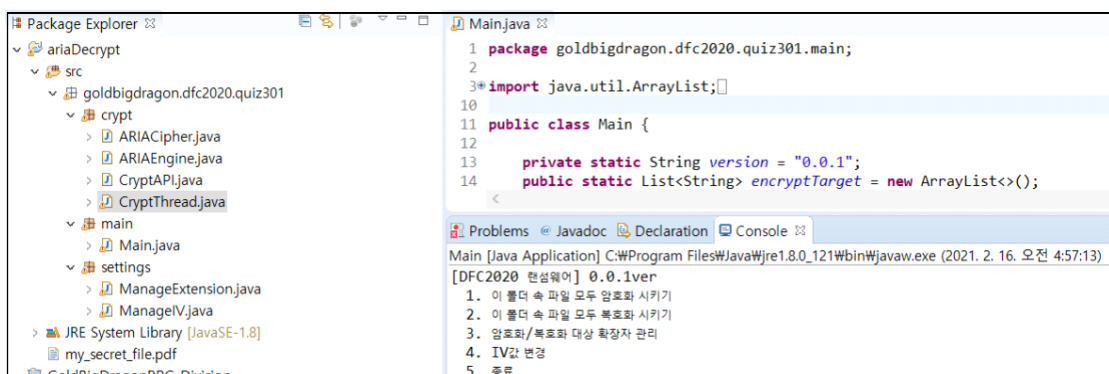 Package Explorer
ariaDecrypt
src
goldbigdragon.dfc2020.quiz301
crypt
ARIACipher.java
ARIAEngine.java
CryptAPI.java
CryptThread.java
main
Main.java
settings
ManageExtension.java
ManageIV.java
JRE System Library [JavaSE-1.8]
my_secret_file.pdf
Main.java
1 package goldbigdragon.dfc2020.quiz301.main;
2
3 import java.util.ArrayList;
10
11 public class Main {
12
13 private static String version = "0.0.1";
14 public static List<String> encryptTarget = new ArrayList<>();
Problems @ Javadoc Declaration Console
Main [Java Application] C:₩Program Files₩Java₩jre1.8.0_121₩bin₩javaw.exe (2021. 2. 16. 오전 4:57:13)
[DFC2020 랜섬웨어] 0.0.1ver
1. 이 폴더 속 파일 모두 암호화 시키기
2. 이 폴더 속 파일 모두 복호화 시키기
3. 암호화/복호화 대상 확장자 관리
4. IV값 변경
5. 종료